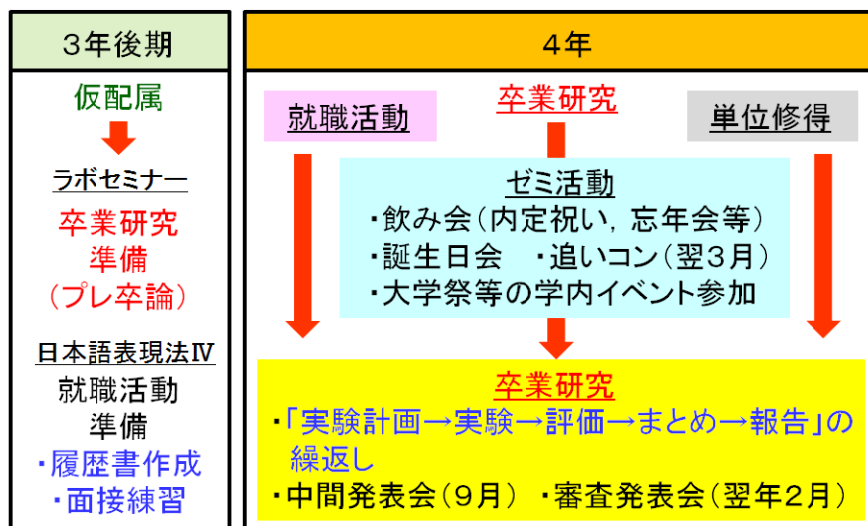 3年後期
仮配属
ラボセミナー
卒業研究
準備
(プレ卒論)
日本語表現法Ⅳ
就職活動
準備
・履歴書作成
・面接練習
4年
就職活動
卒業研究
単位修得
ゼミ活動
・飲み会(内定祝い, 忘年会等)
・誕生日会 ・追いコン(翌3月)
・大学祭等の学内イベント参加
卒業研究
・「実験計画→実験→評価→まとめ→報告」の
繰返し
・中間発表会(9月) ・審査発表会(翌年2月)